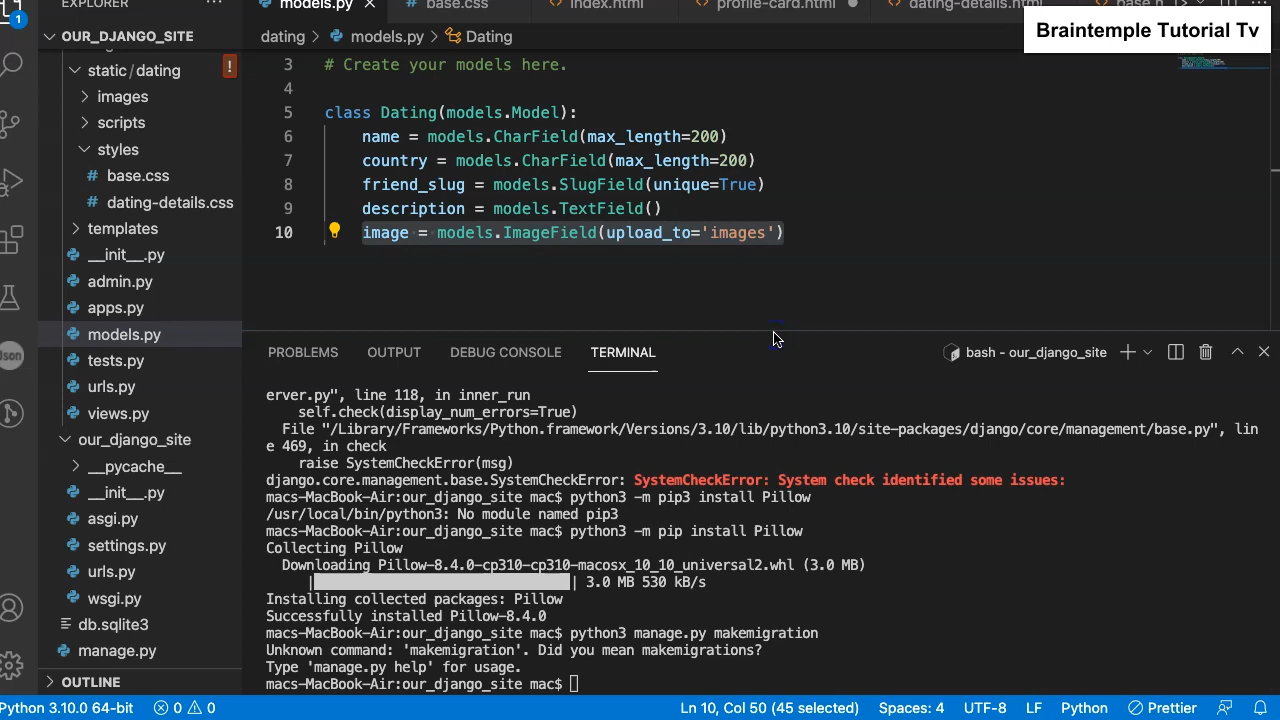 EXPLORER
···
models.py
base.css
index.html
profile-card.html
dating-details.html
1
OUR_DJANGO_SITE
dating > models.py > Dating
Braintemple Tutorial Tv
static/dating
!
images
scripts
styles
base.css
dating-details.css
templates
__init__.py
admin.py
apps.py
models.py
tests.py
urls.py
views.py
our_django_site
__pycache__
__init__.py
asgi.py
settings.py
urls.py
wsgi.py
db.sqlite3
manage.py
OUTLINE
3 # Create your models here.
4
5 class Dating(models.Model):
6 name = models.CharField(max_length=200)
7 country = models.CharField(max_length=200)
8 friend_slug = models.SlugField(unique=True)
9 description = models.TextField()
10 image = models.ImageField(upload_to='images')
PROBLEMS OUTPUT DEBUG CONSOLE TERMINAL
bash - our_django_site
erver.py", line 118, in inner_run
self.check(display_num_errors=True)
File "/Library/Frameworks/Python.framework/Versions/3.10/lib/python3.10/site-packages/django/core/management/base.py", lin
e 469, in check
raise SystemCheckError(msg)
django.core.management.base.SystemCheckError: SystemCheckError: System check identified some issues:
macs-MacBook-Air:our_django_site mac$ python3 -m pip3 install Pillow
/usr/local/bin/python3: No module named pip3
macs-MacBook-Air:our_django_site mac$ python3 -m pip install Pillow
Collecting Pillow
Downloading Pillow-8.4.0-cp310-cp310-macosx_10_10_universal2.whl (3.0 MB)
| | 3.0 MB 530 kB/s
Installing collected packages: Pillow
Successfully installed Pillow-8.4.0
macs-MacBook-Air:our_django_site mac$ python3 manage.py makemigration
Unknown command: 'makemigration'. Did you mean makemigrations?
Type 'manage.py help' for usage.
macs-MacBook-Air:our_django_site mac$
Json
Python 3.10.0 64-bit
0 0
Ln 10, Col 50 (45 selected)
Spaces: 4
UTF-8
LF
Python
Prettier